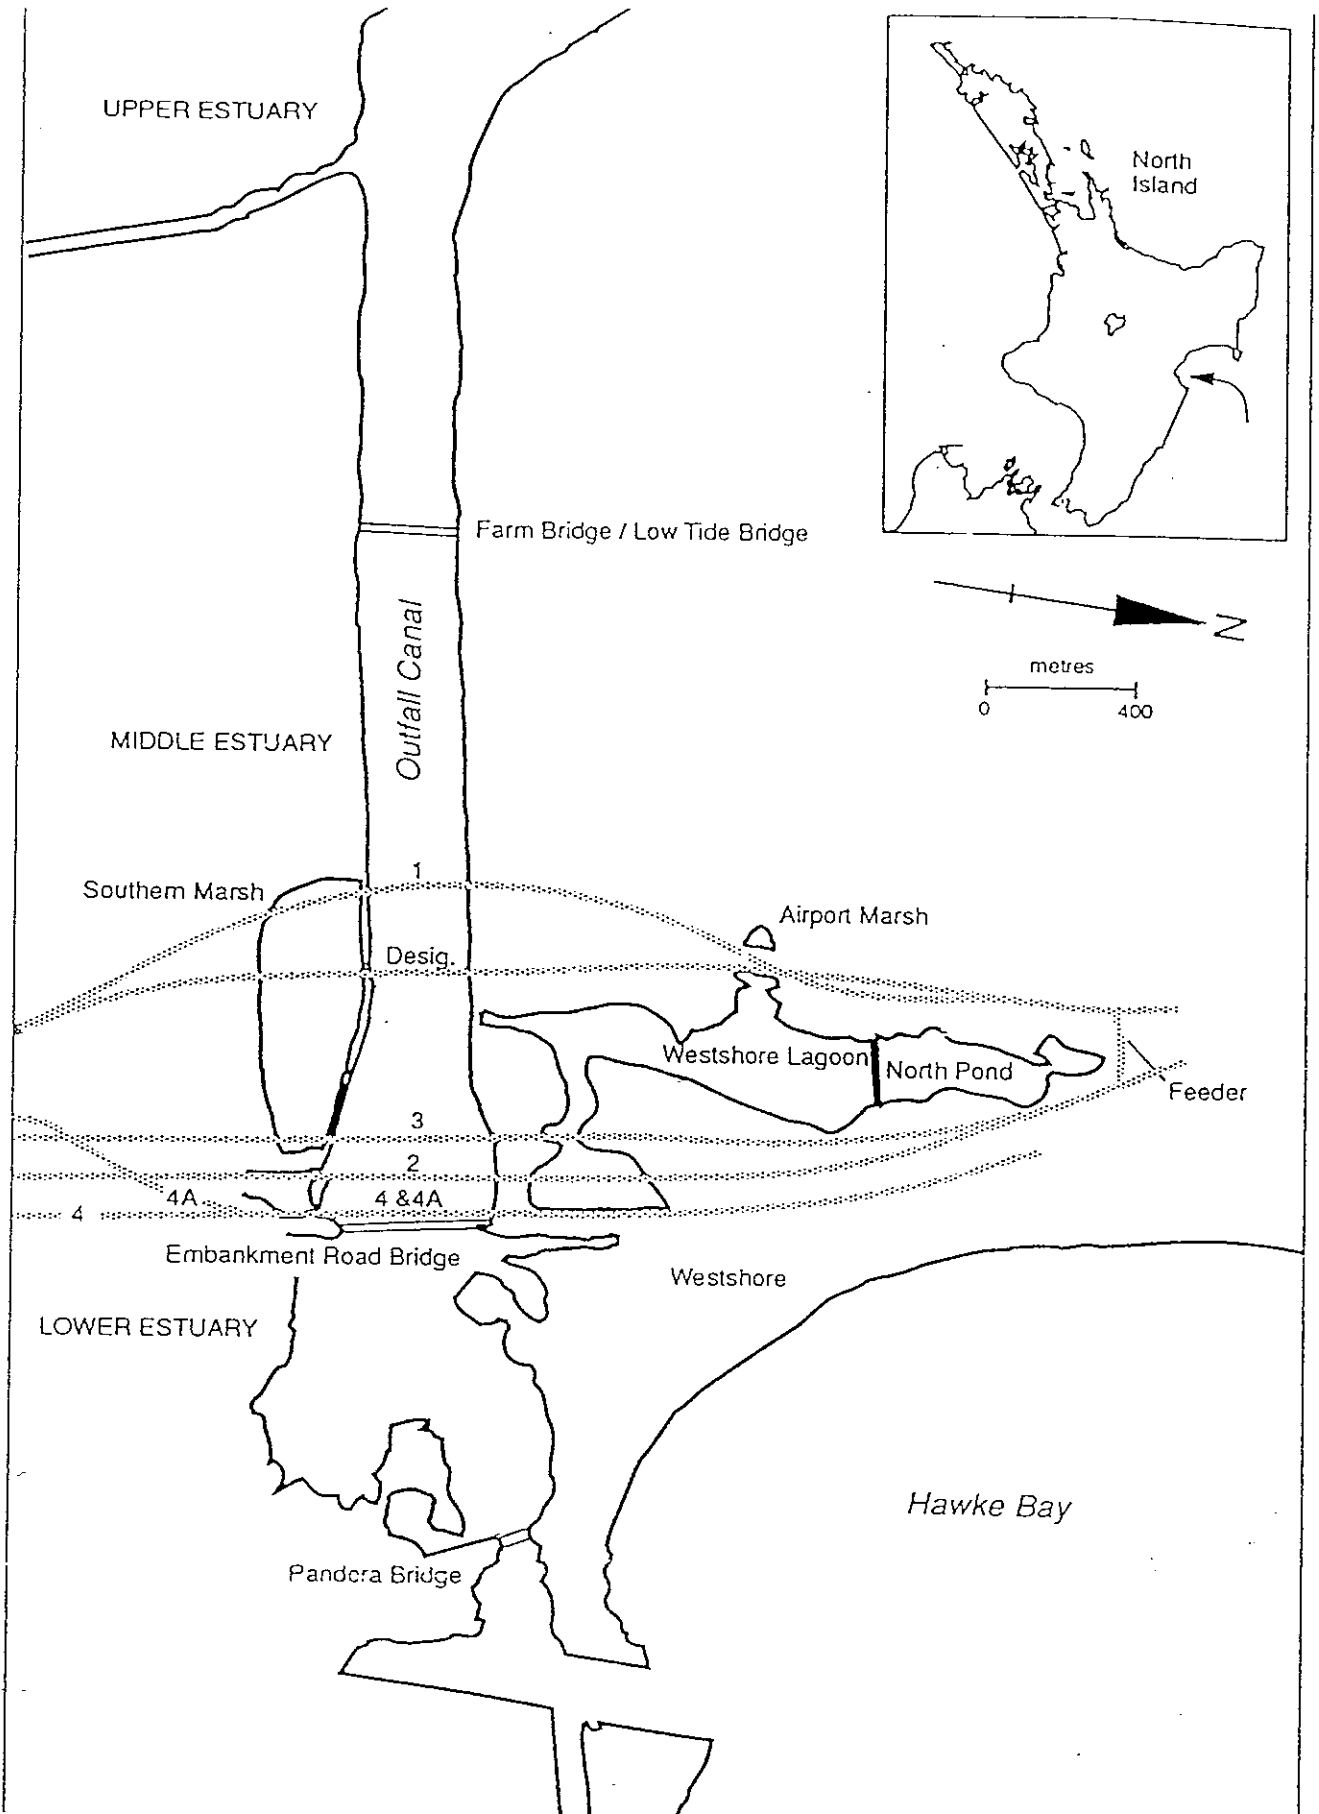 UPPER ESTUARY
North
Island
Farm Bridge / Low Tide Bridge
N
metres
0 400
Outfall Canal
MIDDLE ESTUARY
1
Southern Marsh
Airport Marsh
Desig.
Westshore Lagoon
North Pond
Feeder
3
2
4A
4 &4A
4
Embankment Road Bridge
Westshore
LOWER ESTUARY
Hawke Bay
Pandora Bridge